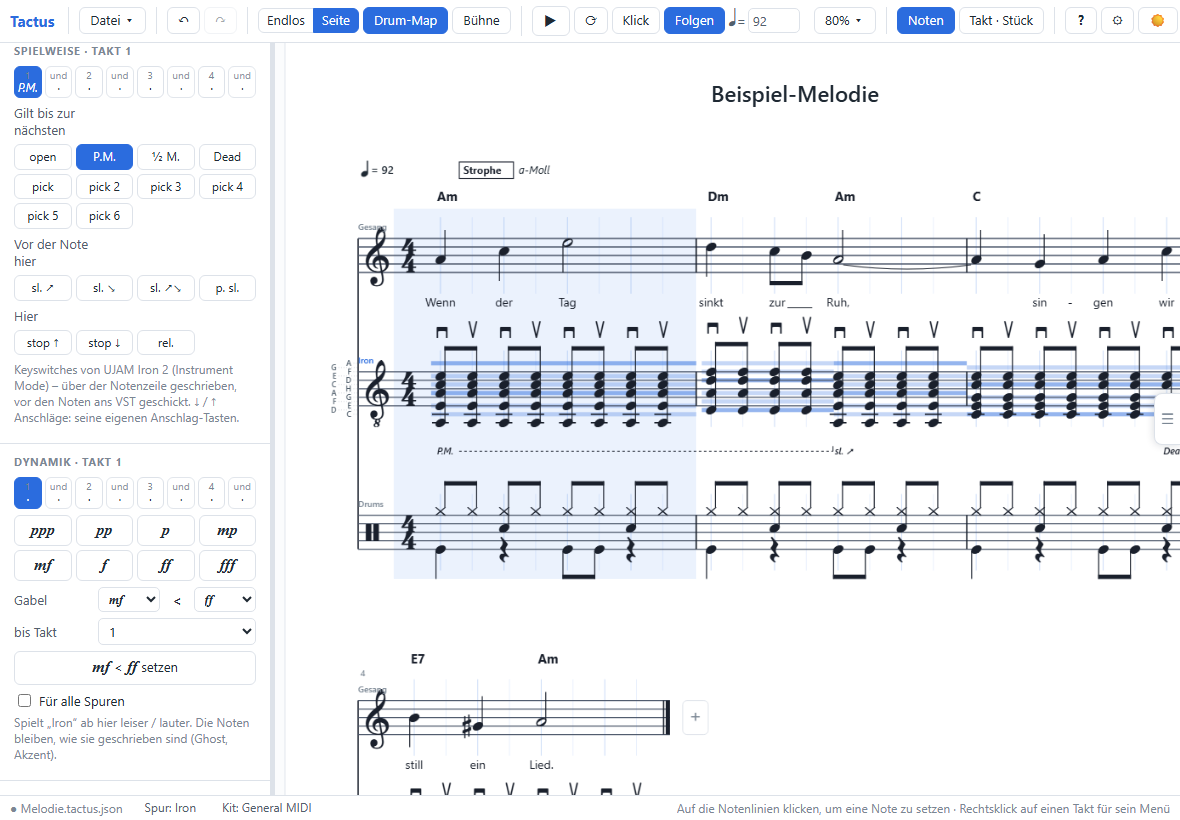 Tactus Datei Endlos Seite Drum-Map Bühne Klick Folgen = 92 80% Noten Takt · Stück ?
SPIELWEISE · TAKT 1
1 und 2 und 3 und 4 und
P.M. . . . . . . .
Gilt bis zur
nächsten
open P.M. ½ M. Dead
pick pick 2 pick 3 pick 4
pick 5 pick 6
Vor der Note
hier
sl. ↗ sl. ↘ sl. ↗↘ p. sl.
Hier
stop ↑ stop ↓ rel.
Keyswitches von UJAM Iron 2 (Instrument
Mode) – über der Notenzeile geschrieben,
vor den Noten ans VST geschickt. ↓ / ↑
Anschläge: seine eigenen Anschlag-Tasten.
DYNAMIK · TAKT 1
1 und 2 und 3 und 4 und
. . . . . . . .
ppp pp p mp
mf f ff fff
Gabel mf < ff
bis Takt 1
mf < ff setzen
Für alle Spuren
Spielt „Iron“ ab hier leiser / lauter. Die Noten
bleiben, wie sie geschrieben sind (Ghost,
Akzent).
Beispiel-Melodie
= 92 Strophe a-Moll
Am Dm Am C
Gesang
4 4
Wenn der Tag sinkt zur ____ Ruh, sin - gen wir
Iron
A
G F
E D
C H
A G
F E
D C
8
P.M. sl. ↗ Dea
Drums
4 4
E7 Am
4
Gesang
+
still ein Lied.
● Melodie.tactus.json Spur: Iron Kit: General MIDI Auf die Notenlinien klicken, um eine Note zu setzen · Rechtsklick auf einen Takt für sein Menü